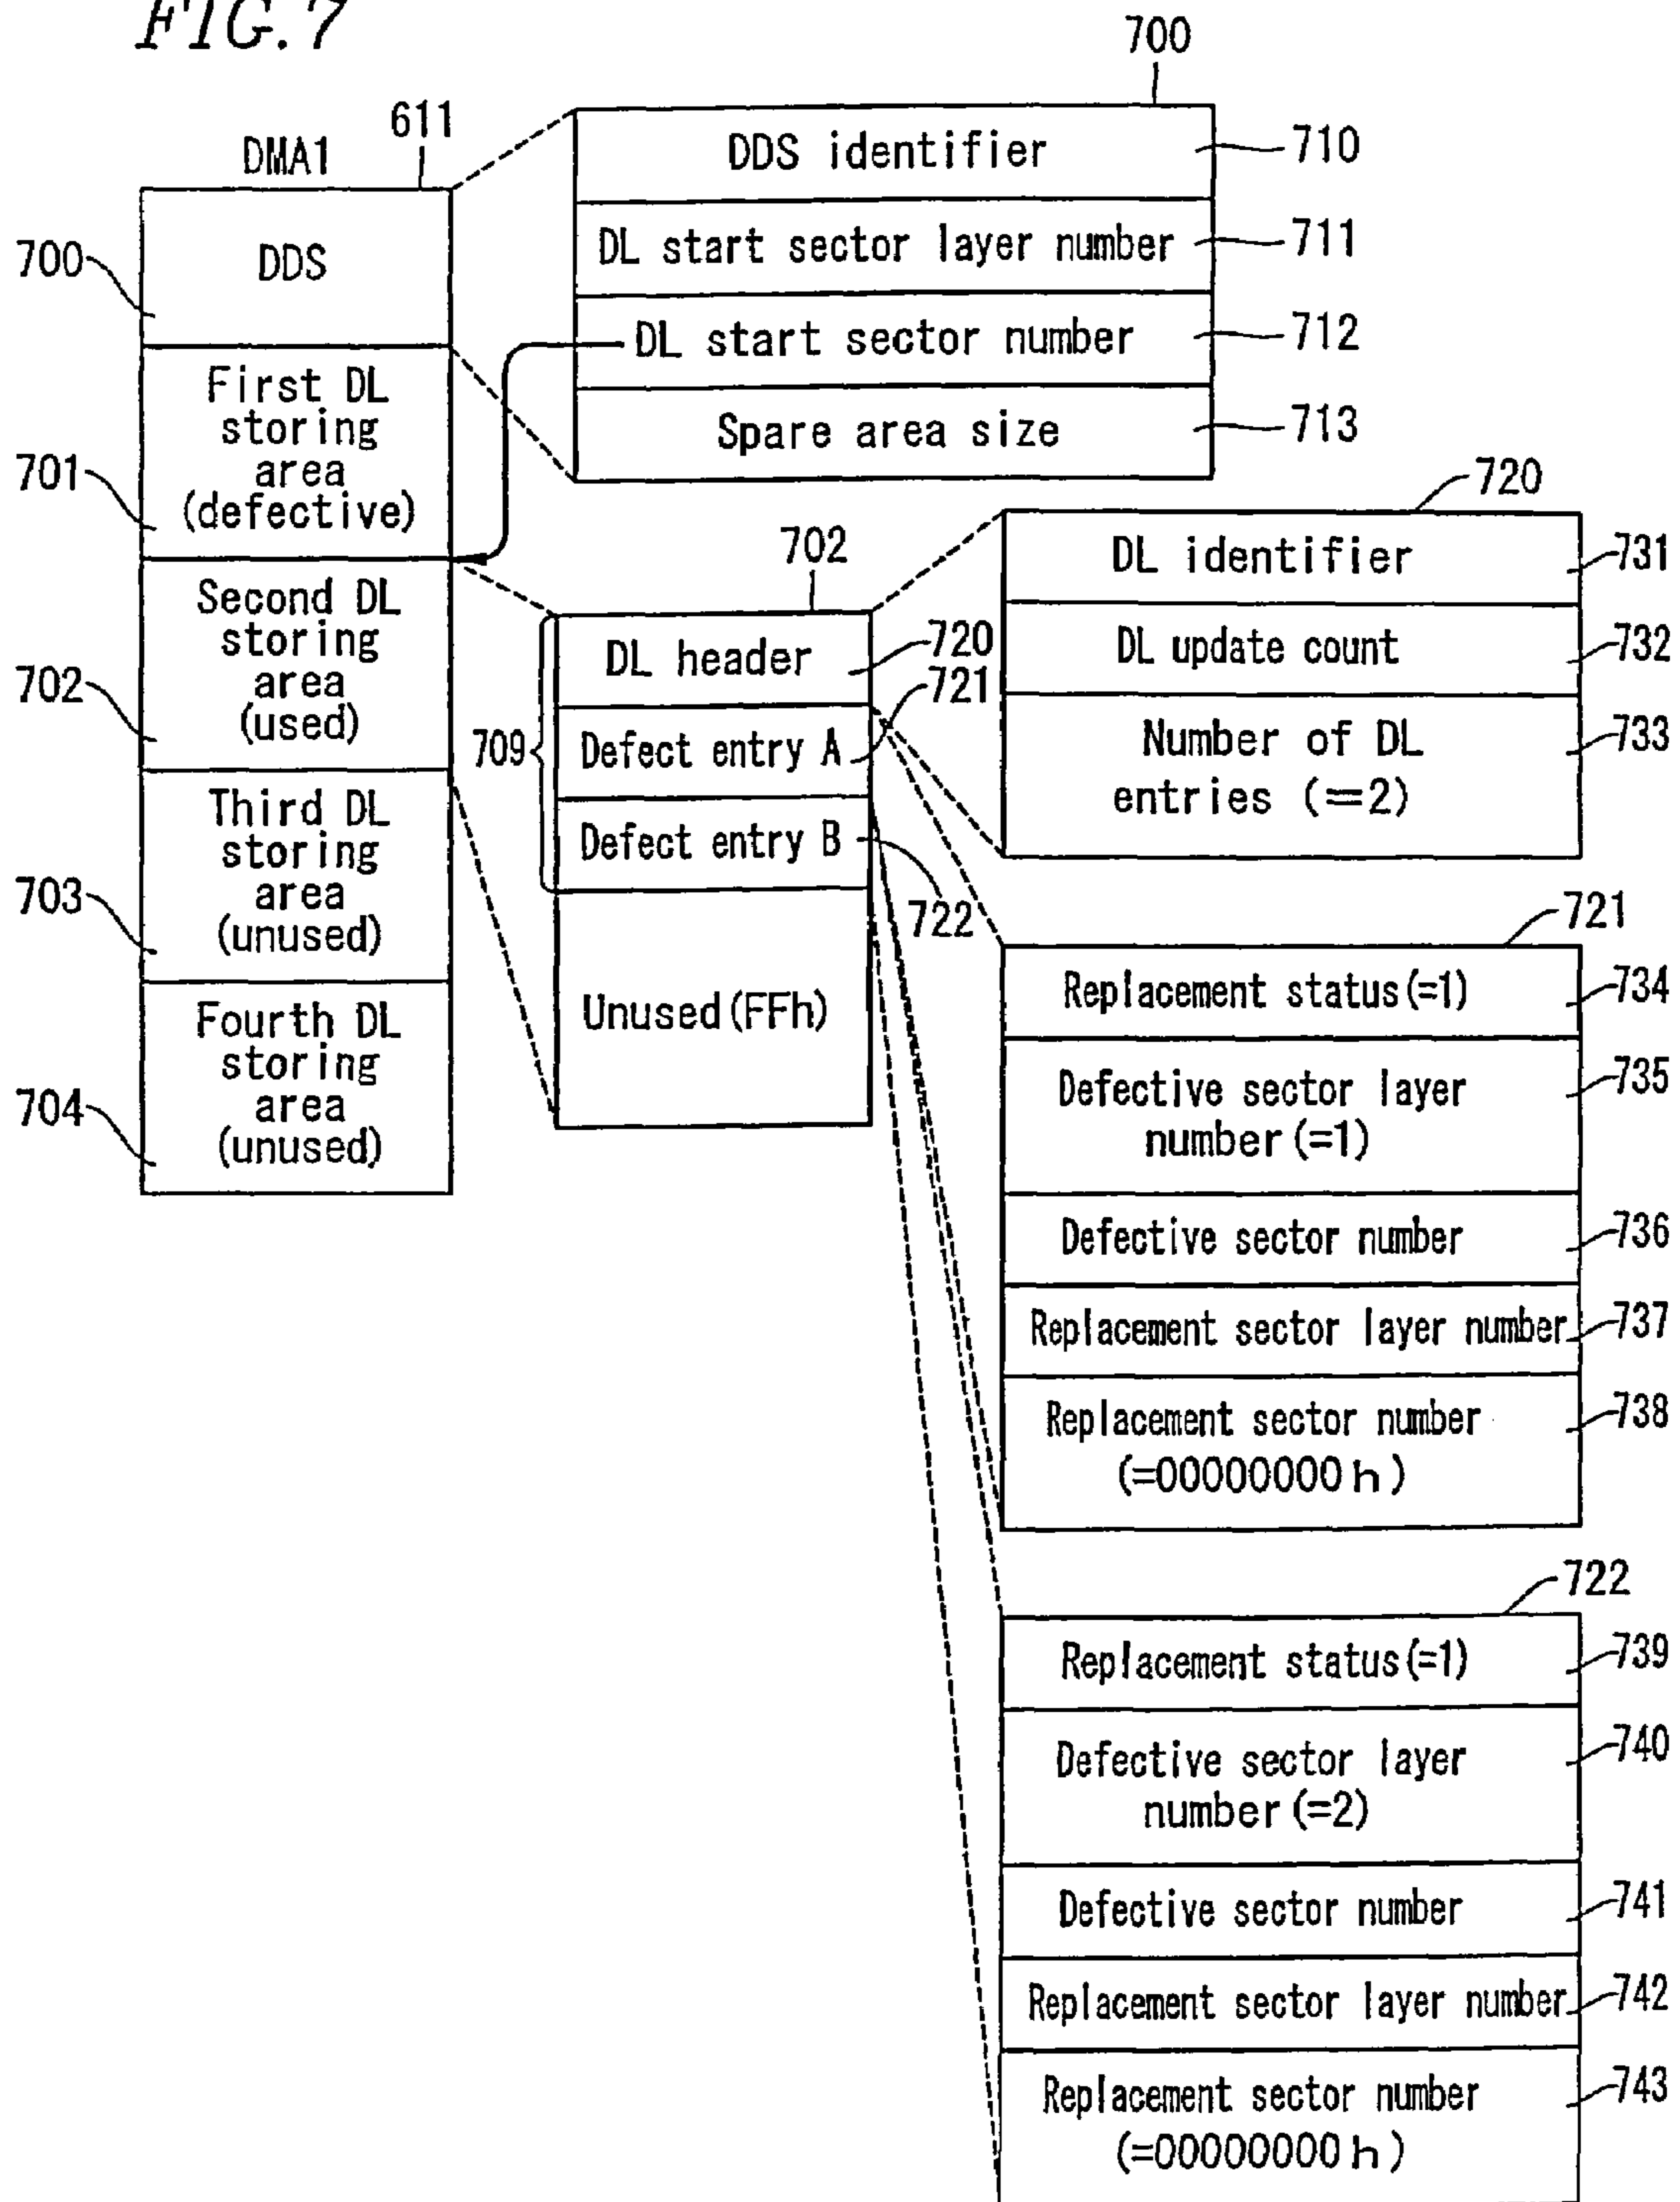 FIG. 7
DMA1
611
700
DDS
701
First DL
storing
area
(defective)
702
Second DL
storing
area
(used)
703
Third DL
storing
area
(unused)
704
Fourth DL
storing
area
(unused)
700
DDS identifier
710
DL start sector layer number
711
DL start sector number
712
Spare area size
713
702
709
DL header
720
Defect entry A
721
Defect entry B
722
Unused(FFh)
720
DL identifier
731
DL update count
732
Number of DL
entries (=2)
733
721
Replacement status(=1)
734
Defective sector layer
number(=1)
735
Defective sector number
736
Replacement sector layer number
737
Replacement sector number
(=00000000h)
738
722
Replacement status(=1)
739
Defective sector layer
number(=2)
740
Defective sector number
741
Replacement sector layer number
742
Replacement sector number
(=00000000h)
743